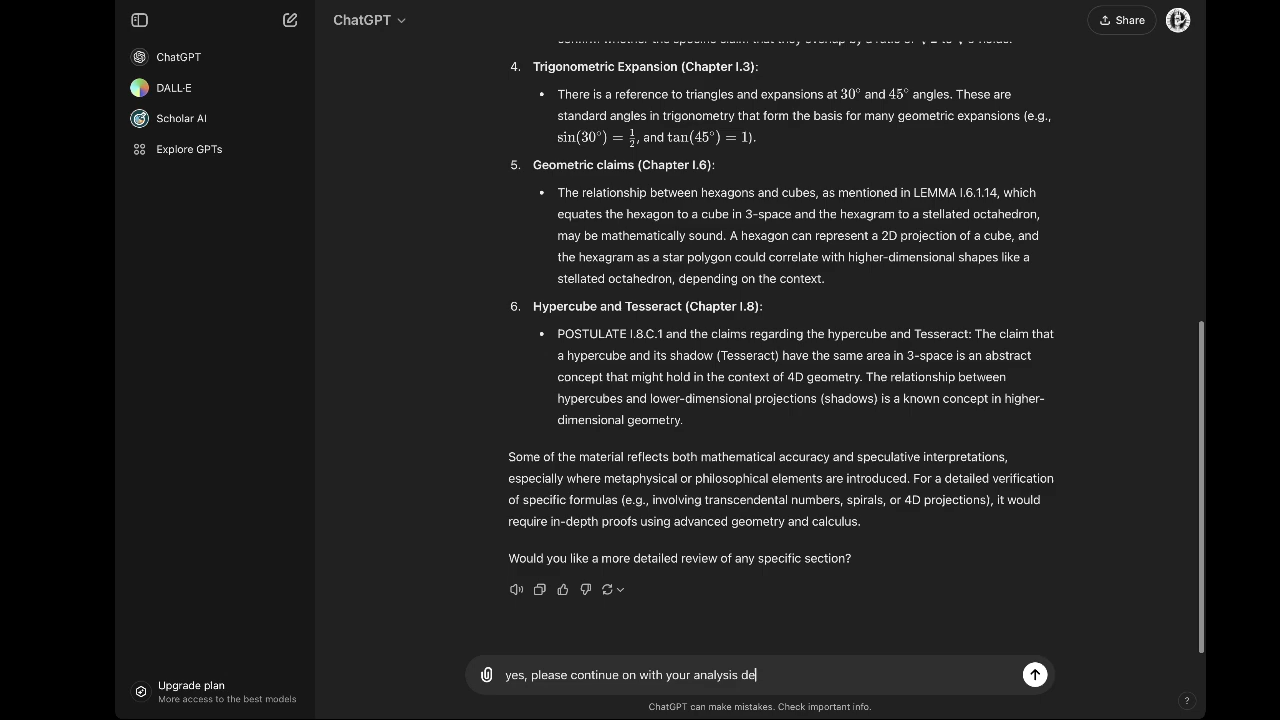 ChatGPT
Share
ChatGPT
DALL·E
Scholar AI
Explore GPTs
4. Trigonometric Expansion (Chapter I.3):
• There is a reference to triangles and expansions at 30° and 45° angles. These are
standard angles in trigonometry that form the basis for many geometric expansions (e.g.,
sin(30°) = 1/2, and tan(45°) = 1).
5. Geometric claims (Chapter I.6):
• The relationship between hexagons and cubes, as mentioned in LEMMA I.6.1.14, which
equates the hexagon to a cube in 3-space and the hexagram to a stellated octahedron,
may be mathematically sound. A hexagon can represent a 2D projection of a cube, and
the hexagram as a star polygon could correlate with higher-dimensional shapes like a
stellated octahedron, depending on the context.
6. Hypercube and Tesseract (Chapter I.8):
• POSTULATE I.8.C.1 and the claims regarding the hypercube and Tesseract: The claim that
a hypercube and its shadow (Tesseract) have the same area in 3-space is an abstract
concept that might hold in the context of 4D geometry. The relationship between
hypercubes and lower-dimensional projections (shadows) is a known concept in higher-
dimensional geometry.
Some of the material reflects both mathematical accuracy and speculative interpretations,
especially where metaphysical or philosophical elements are introduced. For a detailed verification
of specific formulas (e.g., involving transcendental numbers, spirals, or 4D projections), it would
require in-depth proofs using advanced geometry and calculus.
Would you like a more detailed review of any specific section?
yes, please continue on with your analysis de
Upgrade plan
More access to the best models
ChatGPT can make mistakes. Check important info.
?